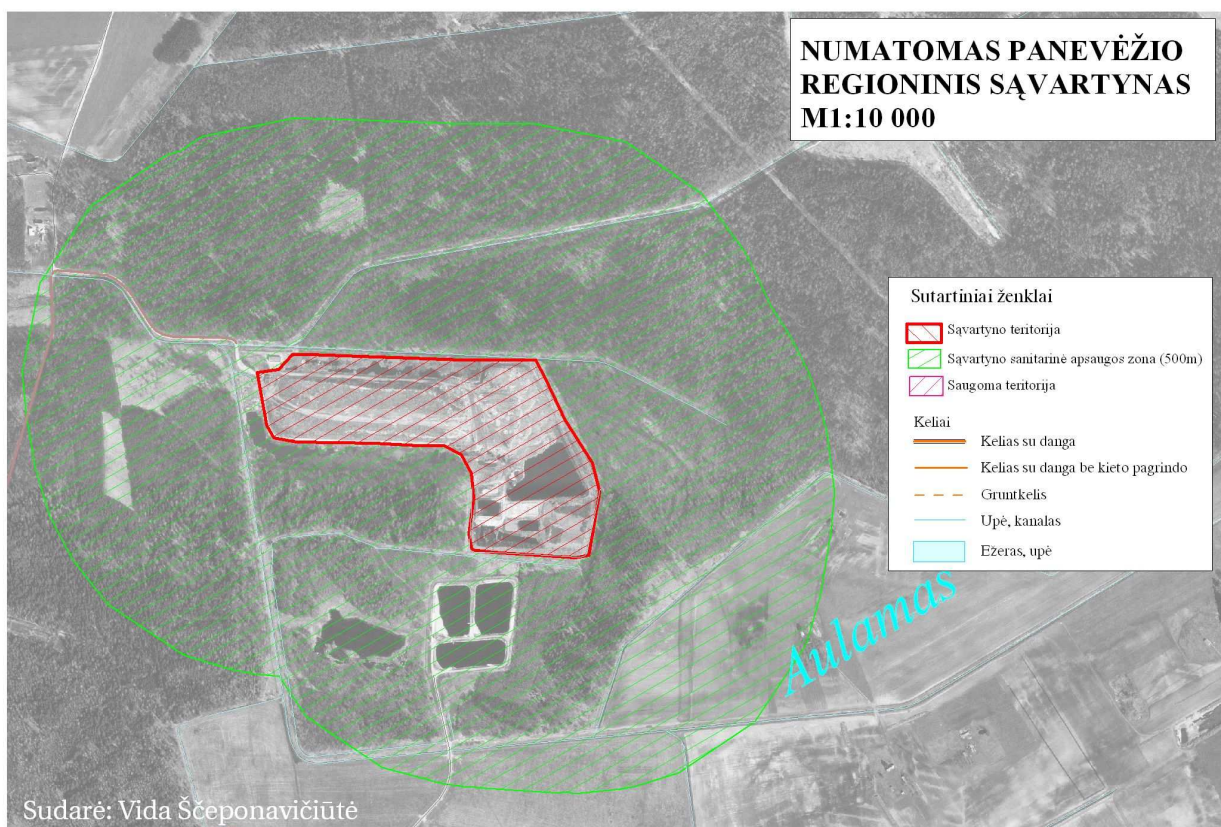 NUMATOMAS PANEVĖŽIO
REGIONINIS SĄVARTYNAS
M1:10 000
Sutartiniai ženklai
Sąvartyno teritorija
Sąvartyno sanitarinė apsaugos zona (500m)
Saugoma teritorija
Keliai
Kelias su danga
Kelias su danga be kieto pagrindo
Gruntkelis
Upė, kanalas
Ežeras, upė
Aulamas
Sudarė: Vida Ščeponavičiūtė